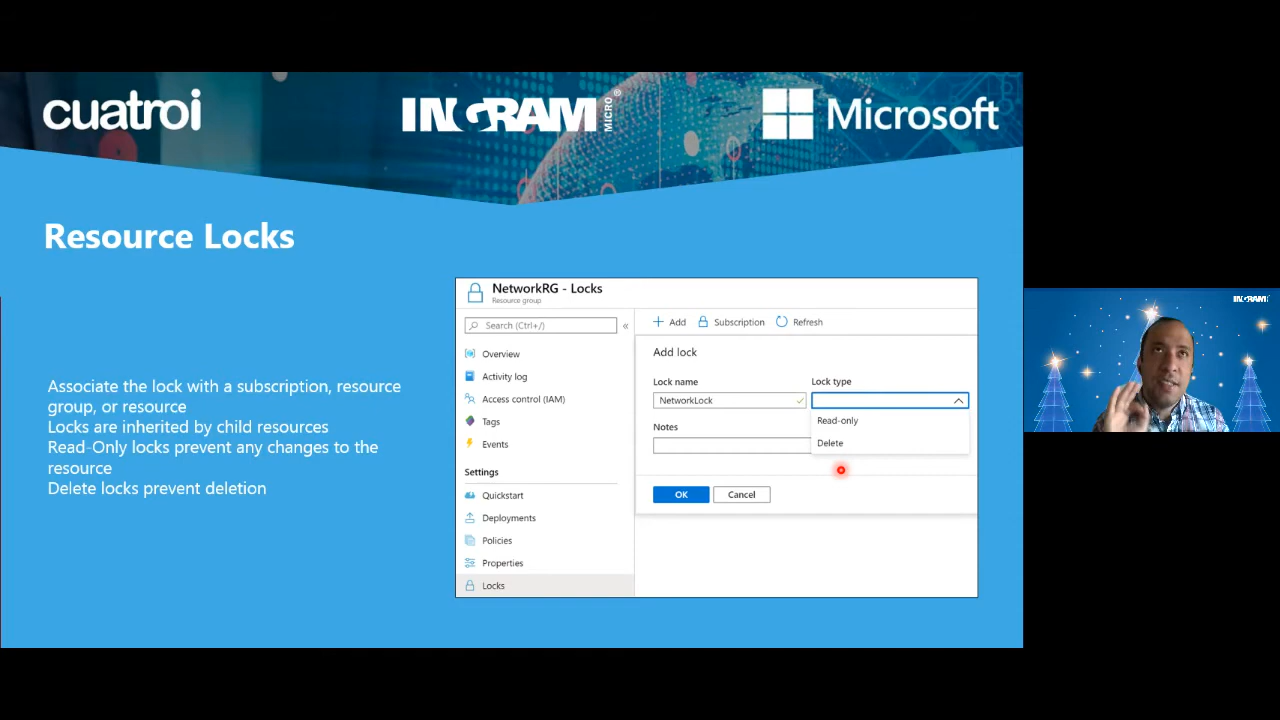 cuatroi
INGRAM MICRO ®
Microsoft
Resource Locks
Associate the lock with a subscription, resource
group, or resource
Locks are inherited by child resources
Read-Only locks prevent any changes to the
resource
Delete locks prevent deletion
NetworkRG - Locks
Resource group
Search (Ctrl+/)
«
Overview
Activity log
Access control (IAM)
Tags
Events
Settings
Quickstart
Deployments
Policies
Properties
Locks
Add
Subscription
Refresh
Add lock
Lock name
Lock type
NetworkLock
Read-only
Notes
Delete
OK
Cancel
INGRAM